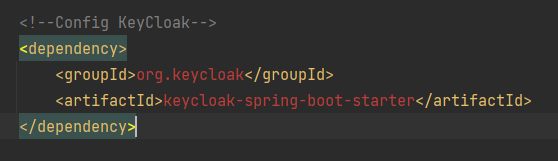 <!--Config KeyCloak-->
<dependency>
    <groupId>org.keycloak</groupId>
    <artifactId>keycloak-spring-boot-starter</artifactId>
</dependency>